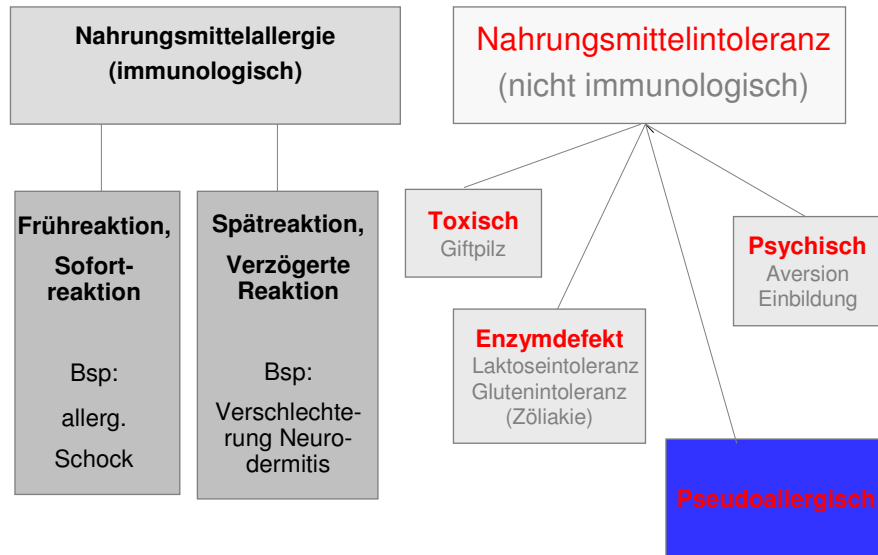 Nahrungsmittelallergie
(immunologisch)
Nahrungsmittelintoleranz
(nicht immunologisch)
Frühreaktion,
Sofort-
reaktion
Bsp:
allerg.
Schock
Spätreaktion,
Verzögerte
Reaktion
Bsp:
Verschlechte-
rung Neuro-
dermitis
Toxisch
Giftpilz
Enzymdefekt
Laktoseintoleranz
Glutenintoleranz
(Zöliakie)
Psychisch
Aversion
Einbildung
Pseudoallergisch